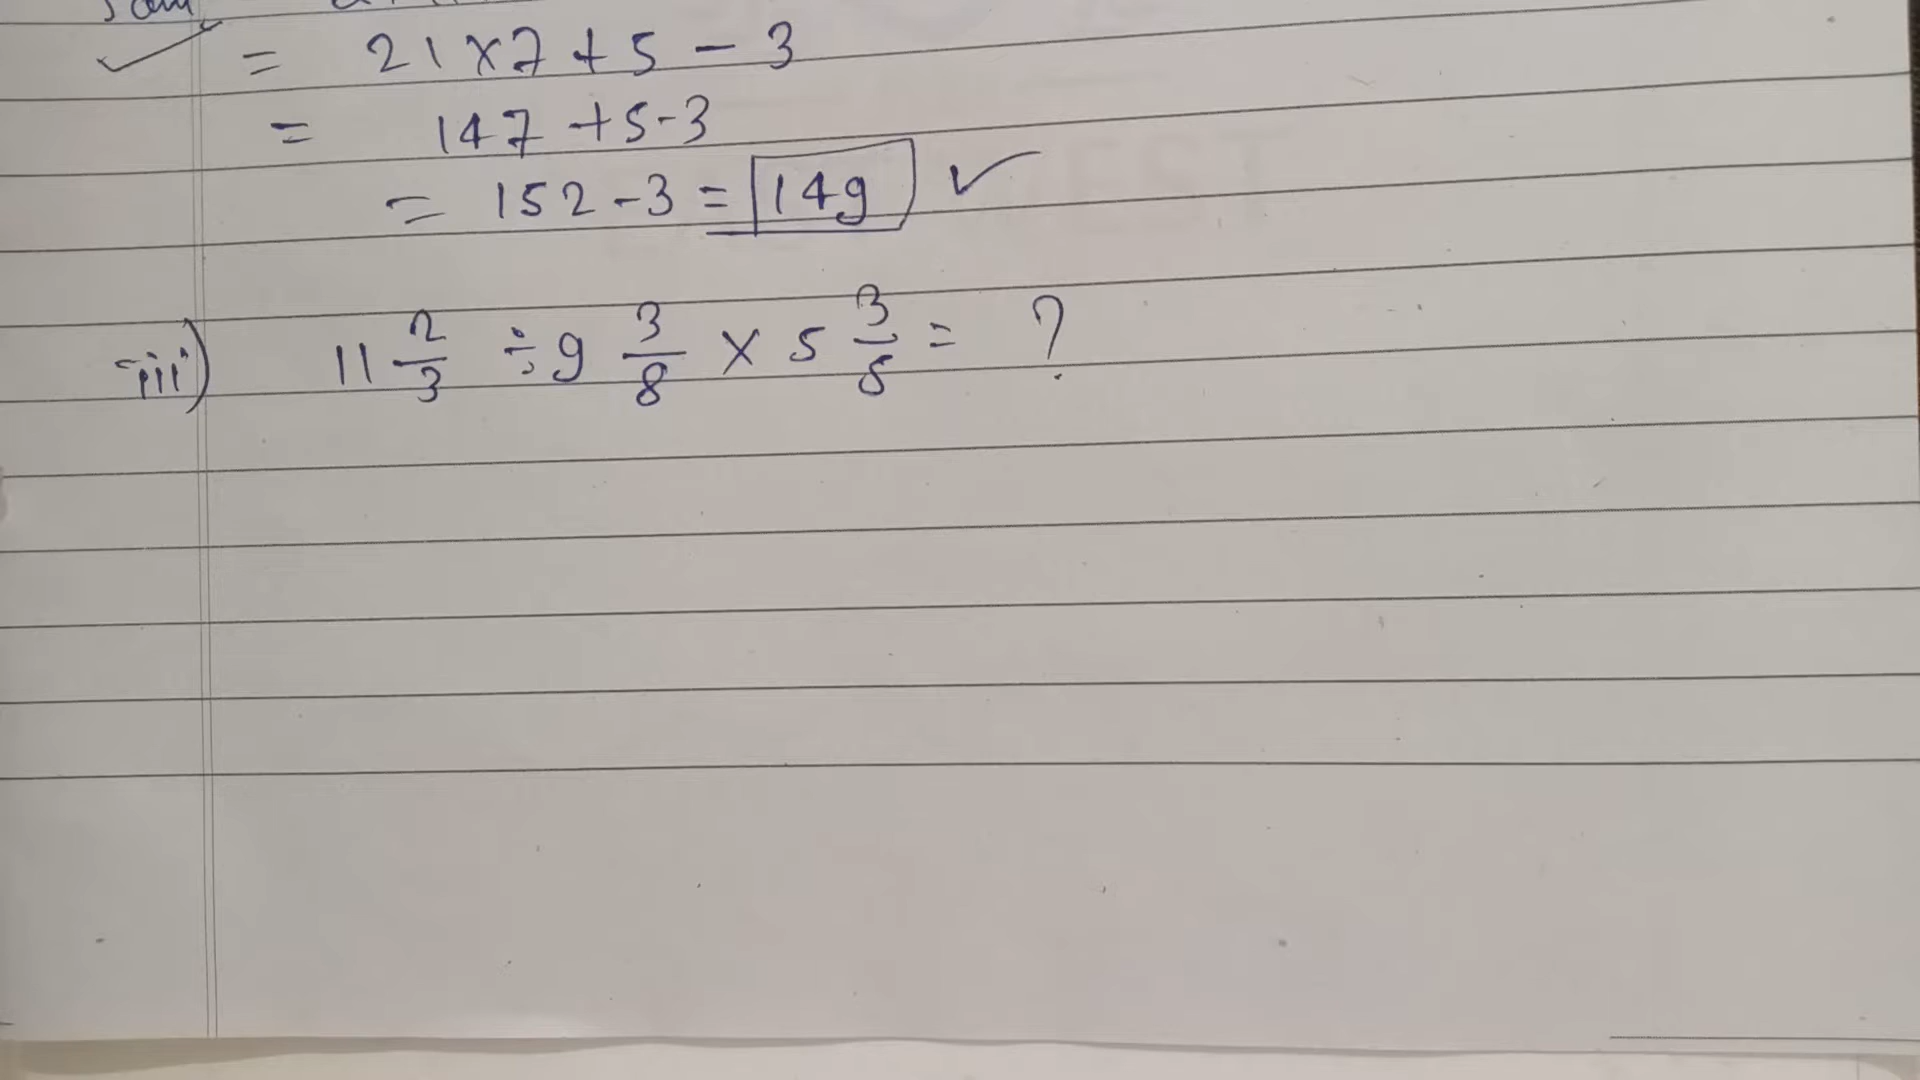 = 21 × 7 + 5 - 3
= 147 + 5 - 3
= 152 - 3 = 149 ✓
iii) 11 2/3 ÷ 9 3/8 × 5 3/5 = ?